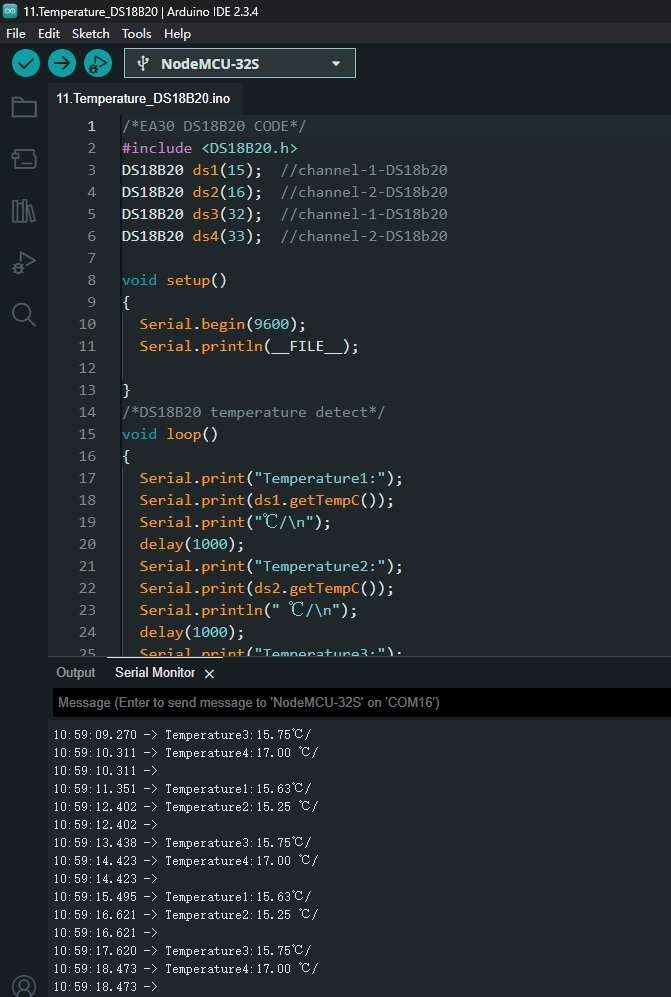 11.Temperature_DS18B20 | Arduino IDE 2.3.4
File Edit Sketch Tools Help
NodeMCU-32S
11.Temperature_DS18B20.ino
1 /*EA30 DS18B20 CODE*/
2 #include <DS18B20.h>
3 DS18B20 ds1(15);  //channel-1-DS18b20
4 DS18B20 ds2(16);  //channel-2-DS18b20
5 DS18B20 ds3(32);  //channel-1-DS18b20
6 DS18B20 ds4(33);  //channel-2-DS18b20
7
8 void setup()
9 {
10   Serial.begin(9600);
11   Serial.println(__FILE__);
12
13 }
14 /*DS18B20 temperature detect*/
15 void loop()
16 {
17   Serial.print("Temperature1:");
18   Serial.print(ds1.getTempC());
19   Serial.print("℃/\n");
20   delay(1000);
21   Serial.print("Temperature2:");
22   Serial.print(ds2.getTempC());
23   Serial.println(" ℃/\n");
24   delay(1000);
25   Serial.print("Temperature3:");
Output Serial Monitor
Message (Enter to send message to 'NodeMCU-32S' on 'COM16')
10:59:09.270 -> Temperature3:15.75℃/
10:59:10.311 -> Temperature4:17.00 ℃/
10:59:10.311 ->
10:59:11.351 -> Temperature1:15.63℃/
10:59:12.402 -> Temperature2:15.25 ℃/
10:59:12.402 ->
10:59:13.438 -> Temperature3:15.75℃/
10:59:14.423 -> Temperature4:17.00 ℃/
10:59:14.423 ->
10:59:15.495 -> Temperature1:15.63℃/
10:59:16.621 -> Temperature2:15.25 ℃/
10:59:16.621 ->
10:59:17.620 -> Temperature3:15.75℃/
10:59:18.473 -> Temperature4:17.00 ℃/
10:59:18.473 ->